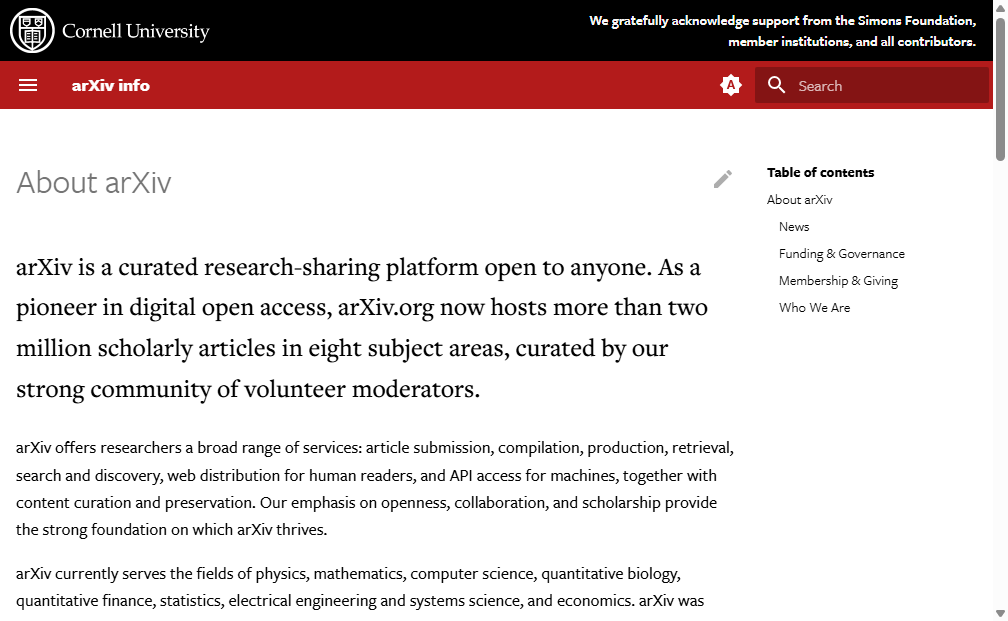 Cornell University
We gratefully acknowledge support from the Simons Foundation,
member institutions, and all contributors.
arXiv info
A
Search
About arXiv
arXiv is a curated research-sharing platform open to anyone. As a
pioneer in digital open access, arXiv.org now hosts more than two
million scholarly articles in eight subject areas, curated by our
strong community of volunteer moderators.
arXiv offers researchers a broad range of services: article submission, compilation, production, retrieval,
search and discovery, web distribution for human readers, and API access for machines, together with
content curation and preservation. Our emphasis on openness, collaboration, and scholarship provide
the strong foundation on which arXiv thrives.
arXiv currently serves the fields of physics, mathematics, computer science, quantitative biology,
quantitative finance, statistics, electrical engineering and systems science, and economics. arXiv was
Table of contents
About arXiv
News
Funding & Governance
Membership & Giving
Who We Are